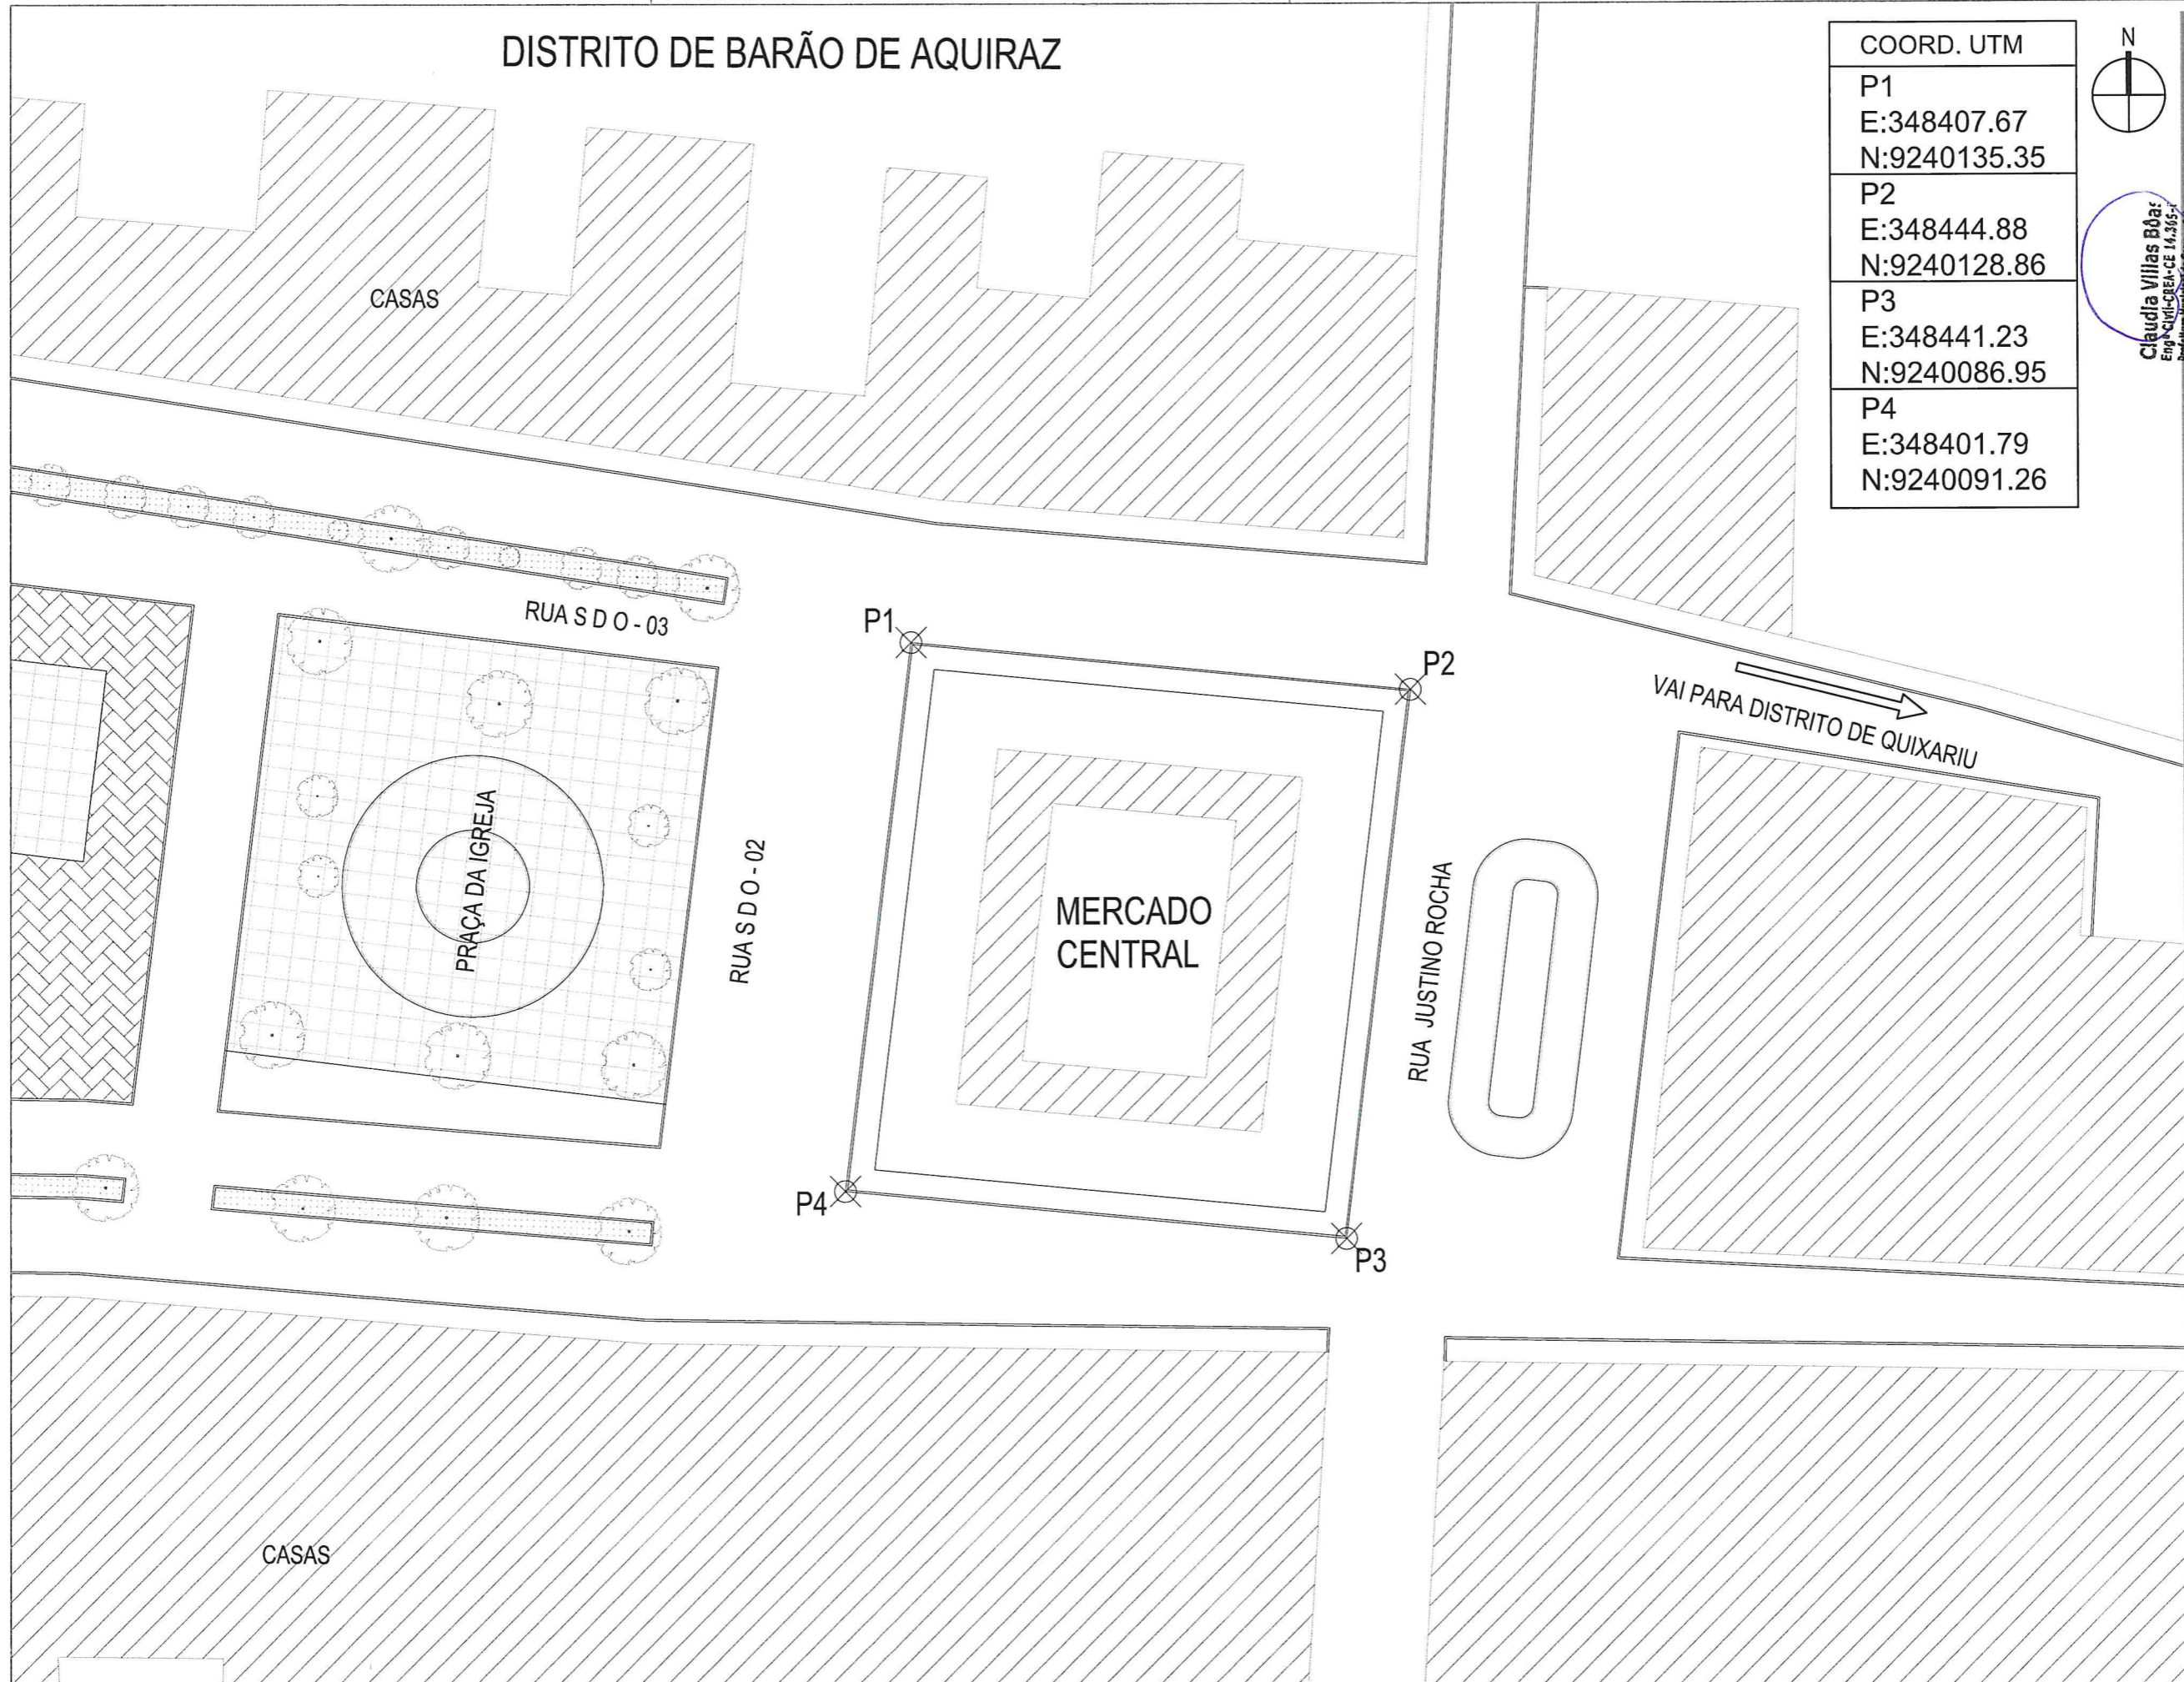 DISTRITO DE BARÃO DE AQUIRAZ
COORD. UTM
P1
E:348407.67
N:9240135.35
P2
E:348444.88
N:9240128.86
P3
E:348441.23
N:9240086.95
P4
E:348401.79
N:9240091.26
N
Claudia Villas Bôas
CASAS
RUA S D O - 03
P1
P2
VAI PARA DISTRITO DE QUIXARIU
PRAÇA DA IGREJA
RUA S D O - 02
MERCADO
CENTRAL
RUA JUSTINO ROCHA
P4
P3
CASAS